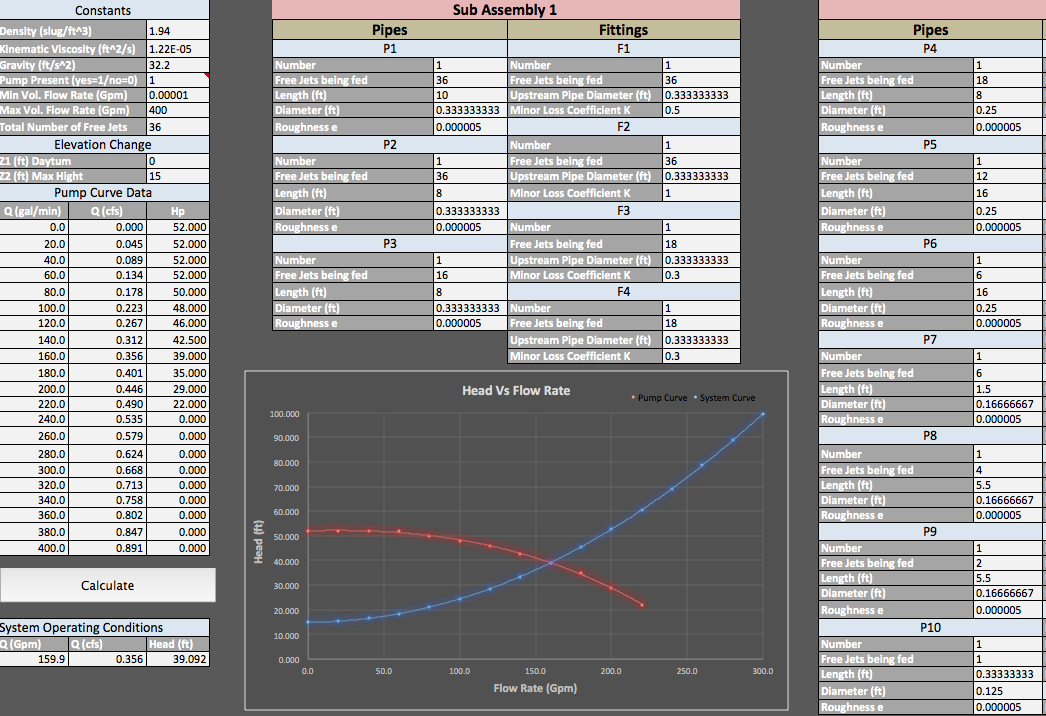 Constants
Density (slug/ft^3) 1.94
Kinematic Viscosity (ft^2/s) 1.22E-05
Gravity (ft/s^2) 32.2
Pump Present (yes=1/no=0) 1
Min Vol. Flow Rate (Gpm) 0.00001
Max Vol. Flow Rate (Gpm) 400
Total Number of Free Jets 36
Elevation Change
Z1 (ft) Daytum 0
Z2 (ft) Max Hight 15
Pump Curve Data
Q (gal/min) Q (cfs) Hp
0.0 0.000 52.000
20.0 0.045 52.000
40.0 0.089 52.000
60.0 0.134 52.000
80.0 0.178 50.000
100.0 0.223 48.000
120.0 0.267 46.000
140.0 0.312 42.500
160.0 0.356 39.000
180.0 0.401 35.000
200.0 0.446 29.000
220.0 0.490 22.000
240.0 0.535 0.000
260.0 0.579 0.000
280.0 0.624 0.000
300.0 0.668 0.000
320.0 0.713 0.000
340.0 0.758 0.000
360.0 0.802 0.000
380.0 0.847 0.000
400.0 0.891 0.000
Calculate
System Operating Conditions
Q (Gpm) Q (cfs) Head (ft)
159.9 0.356 39.092
Sub Assembly 1
Pipes
P1
Number 1
Free Jets being fed 36
Length (ft) 10
Diameter (ft) 0.333333333
Roughness e 0.000005
P2
Number 1
Free Jets being fed 36
Length (ft) 8
Diameter (ft) 0.333333333
Roughness e 0.000005
P3
Number 1
Free Jets being fed 16
Length (ft) 8
Diameter (ft) 0.333333333
Roughness e 0.000005
Fittings
F1
Number 1
Free Jets being fed 36
Upstream Pipe Diameter (ft) 0.333333333
Minor Loss Coefficient K 0.5
F2
Number 1
Free Jets being fed 36
Upstream Pipe Diameter (ft) 0.333333333
Minor Loss Coefficient K 1
F3
Number 1
Free Jets being fed 18
Upstream Pipe Diameter (ft) 0.333333333
Minor Loss Coefficient K 0.3
F4
Number 1
Free Jets being fed 18
Upstream Pipe Diameter (ft) 0.333333333
Minor Loss Coefficient K 0.3
Head Vs Flow Rate
Pump Curve System Curve
100.000
90.000
80.000
70.000
60.000
50.000
40.000
30.000
20.000
10.000
0.000
Head (ft)
0.0 50.0 100.0 150.0 200.0 250.0 300.0
Flow Rate (Gpm)
Pipes
P4
Number 1
Free Jets being fed 18
Length (ft) 8
Diameter (ft) 0.25
Roughness e 0.000005
P5
Number 1
Free Jets being fed 12
Length (ft) 16
Diameter (ft) 0.25
Roughness e 0.000005
P6
Number 1
Free Jets being fed 6
Length (ft) 16
Diameter (ft) 0.25
Roughness e 0.000005
P7
Number 1
Free Jets being fed 6
Length (ft) 1.5
Diameter (ft) 0.16666667
Roughness e 0.000005
P8
Number 1
Free Jets being fed 4
Length (ft) 5.5
Diameter (ft) 0.16666667
Roughness e 0.000005
P9
Number 1
Free Jets being fed 2
Length (ft) 5.5
Diameter (ft) 0.16666667
Roughness e 0.000005
P10
Number 1
Free Jets being fed 1
Length (ft) 0.33333333
Diameter (ft) 0.125
Roughness e 0.000005